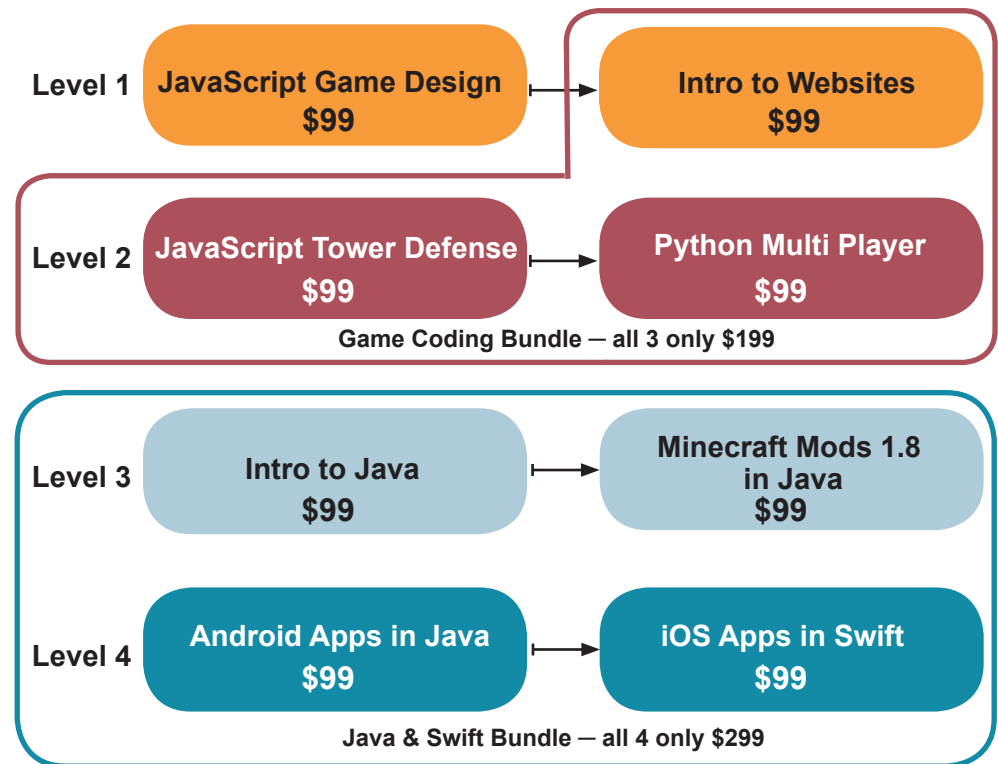 Level 1
JavaScript Game Design
$99
Intro to Websites
$99
Level 2
JavaScript Tower Defense
$99
Python Multi Player
$99
Game Coding Bundle — all 3 only $199
Level 3
Intro to Java
$99
Minecraft Mods 1.8
in Java
$99
Level 4
Android Apps in Java
$99
iOS Apps in Swift
$99
Java & Swift Bundle — all 4 only $299